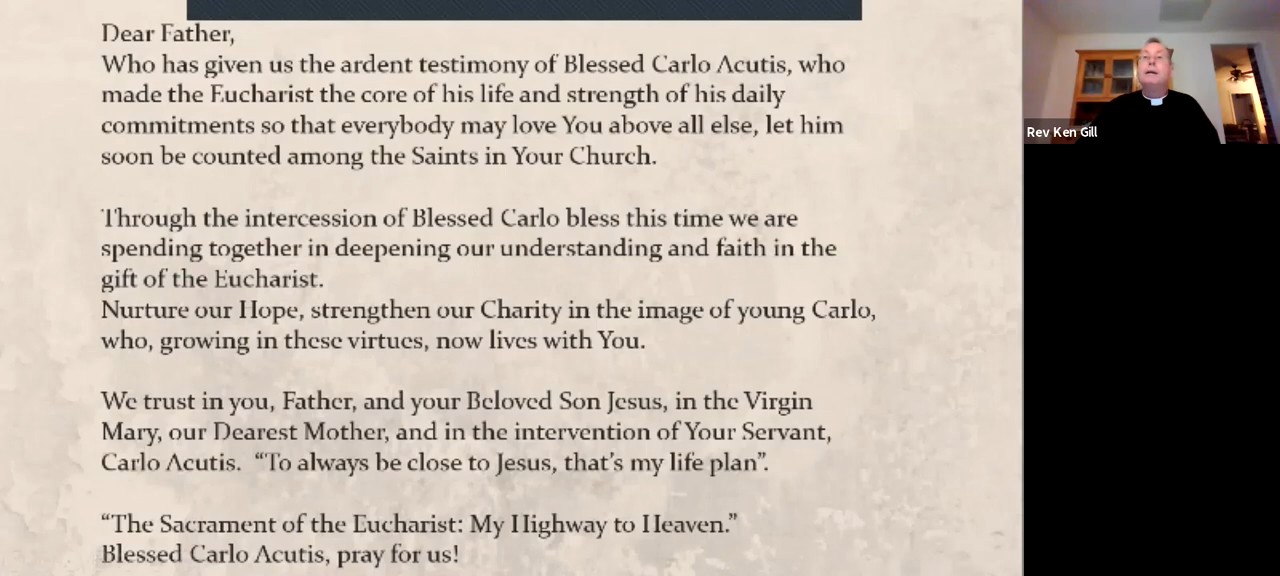 Dear Father,
Who has given us the ardent testimony of Blessed Carlo Acutis, who
made the Eucharist the core of his life and strength of his daily
commitments so that everybody may love You above all else, let him
soon be counted among the Saints in Your Church.
Through the intercession of Blessed Carlo bless this time we are
spending together in deepening our understanding and faith in the
gift of the Eucharist.
Nurture our Hope, strengthen our Charity in the image of young Carlo,
who, growing in these virtues, now lives with You.
We trust in you, Father, and your Beloved Son Jesus, in the Virgin
Mary, our Dearest Mother, and in the intervention of Your Servant,
Carlo Acutis.  “To always be close to Jesus, that’s my life plan”.
“The Sacrament of the Eucharist: My Highway to Heaven.”
Blessed Carlo Acutis, pray for us!
Rev Ken Gill